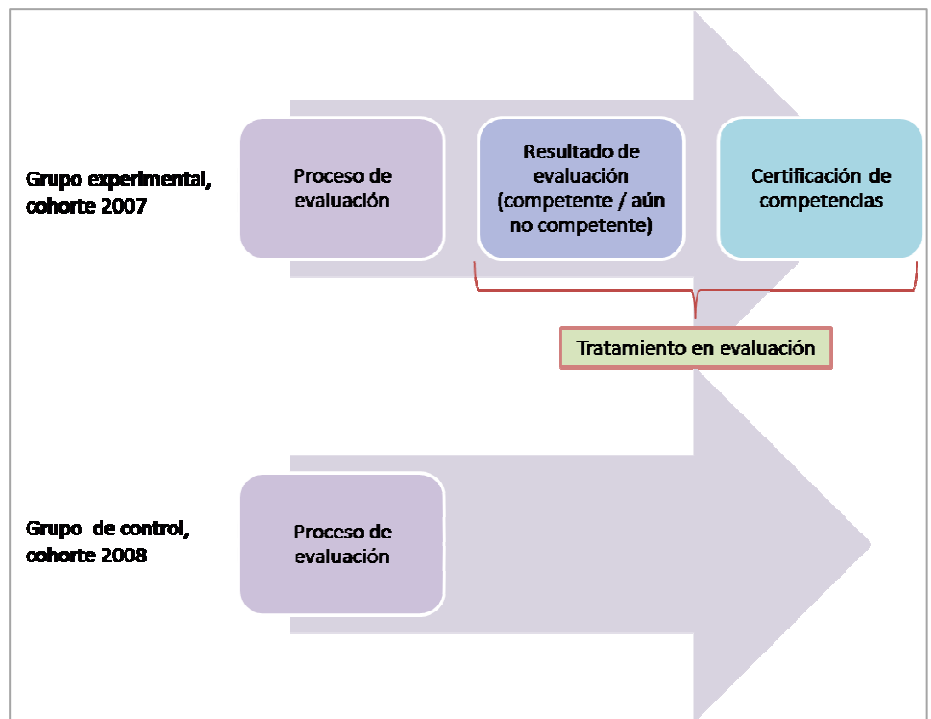 Grupo experimental,
cohorte 2007
Proceso de
evaluación
Resultado de
evaluación
(competente / aún
no competente)
Certificación de
competencias
Tratamiento en evaluación
Grupo de control,
cohorte 2008
Proceso de
evaluación